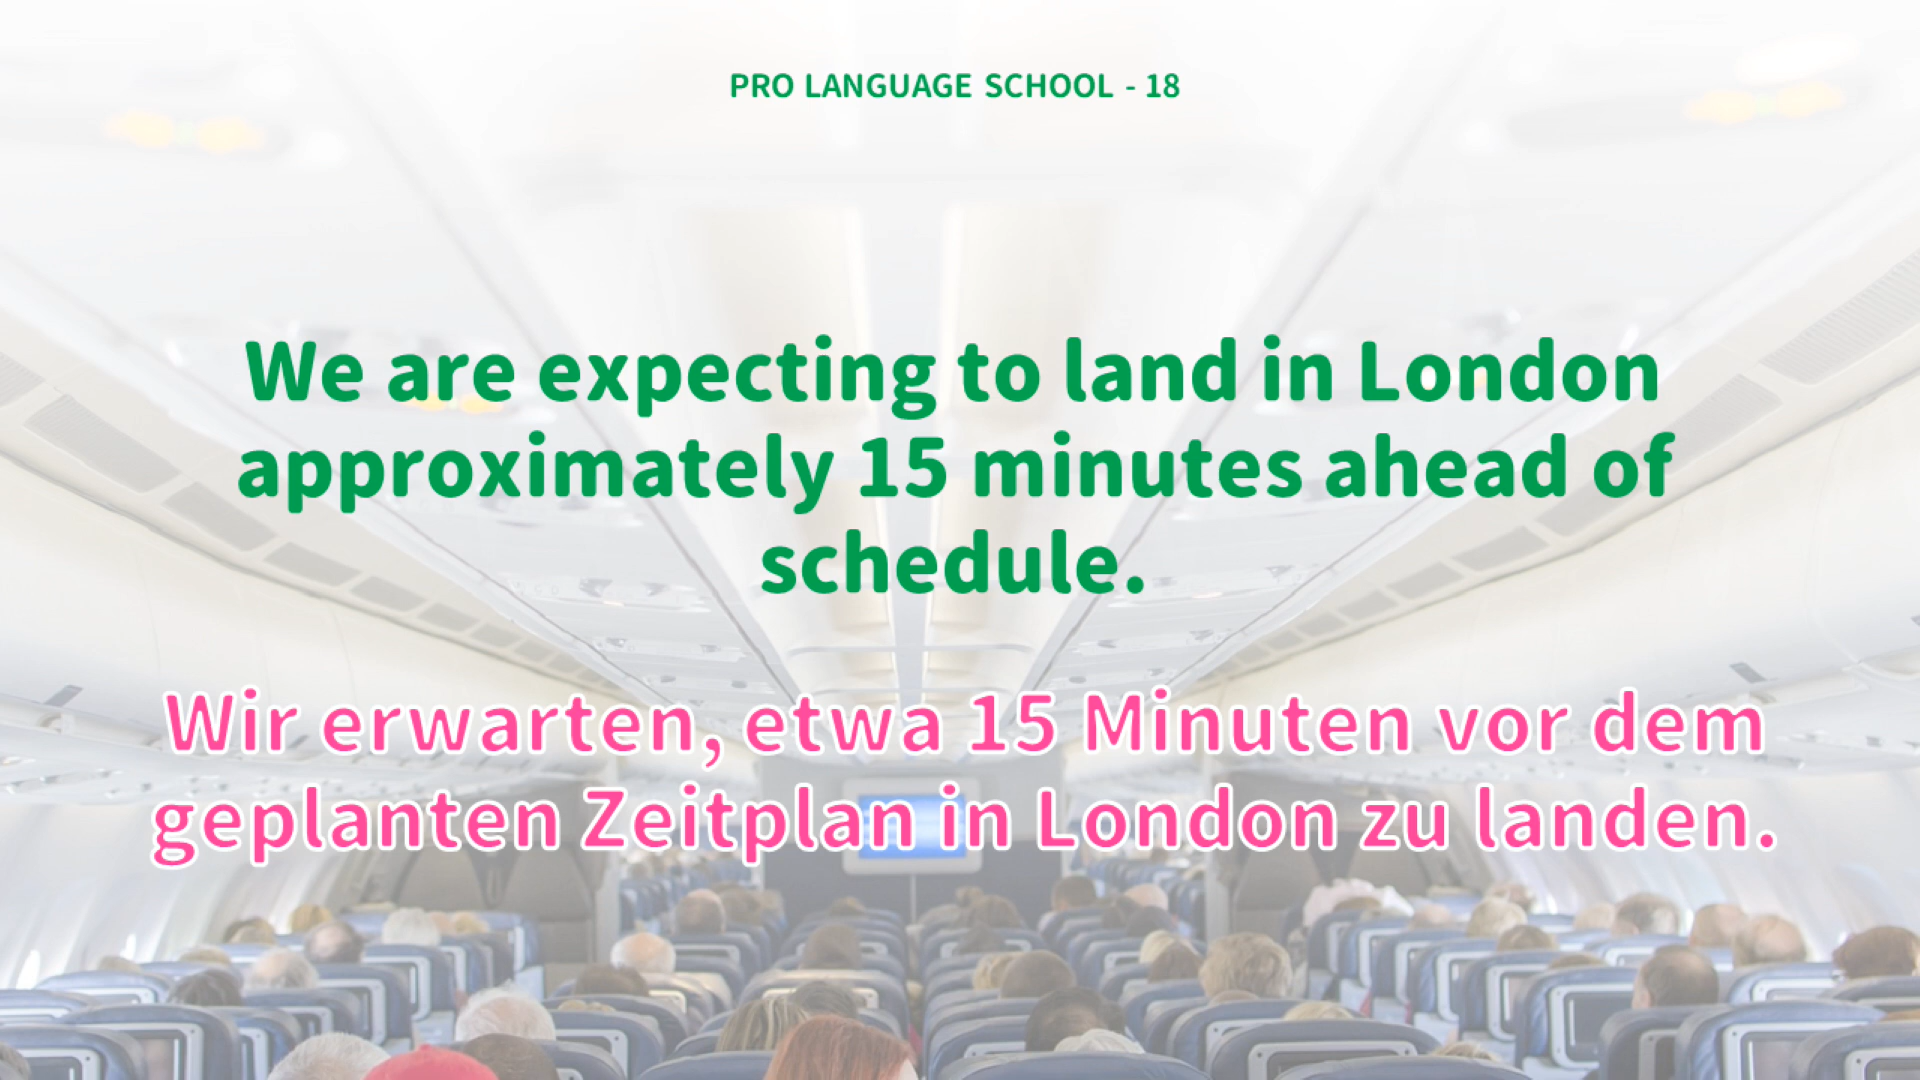 PRO LANGUAGE SCHOOL - 18
We are expecting to land in London
approximately 15 minutes ahead of
schedule.
Wir erwarten, etwa 15 Minuten vor dem
geplanten Zeitplan in London zu landen.